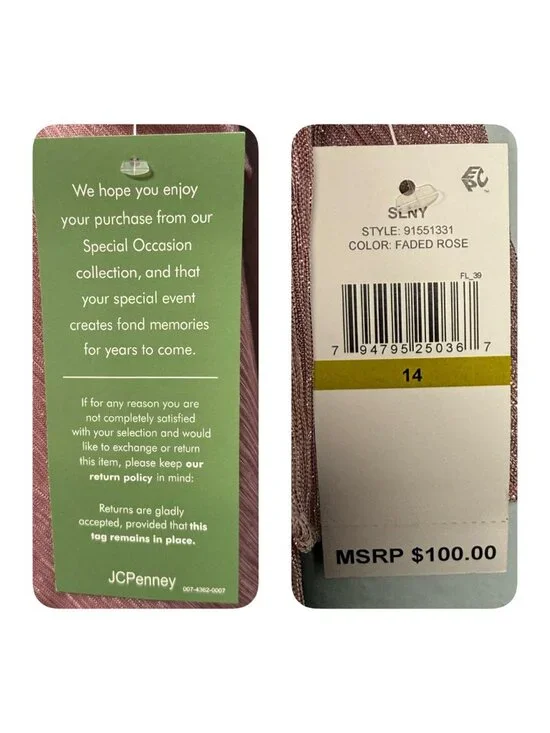 We hope you enjoy
your purchase from our
Special Occasion
collection, and that
your special event
creates fond memories
for years to come.
If for any reason you are
not completely satisfied
with your selection and would
like to exchange or return
this item, please keep our
return policy in mind:
Returns are gladly
accepted, provided that this
tag remains in place.
JCPenney
007-4362-0007
EPC
SLNY
STYLE: 91551331
COLOR: FADED ROSE
FL_39
7 94795 25036 7
14
MSRP $100.00